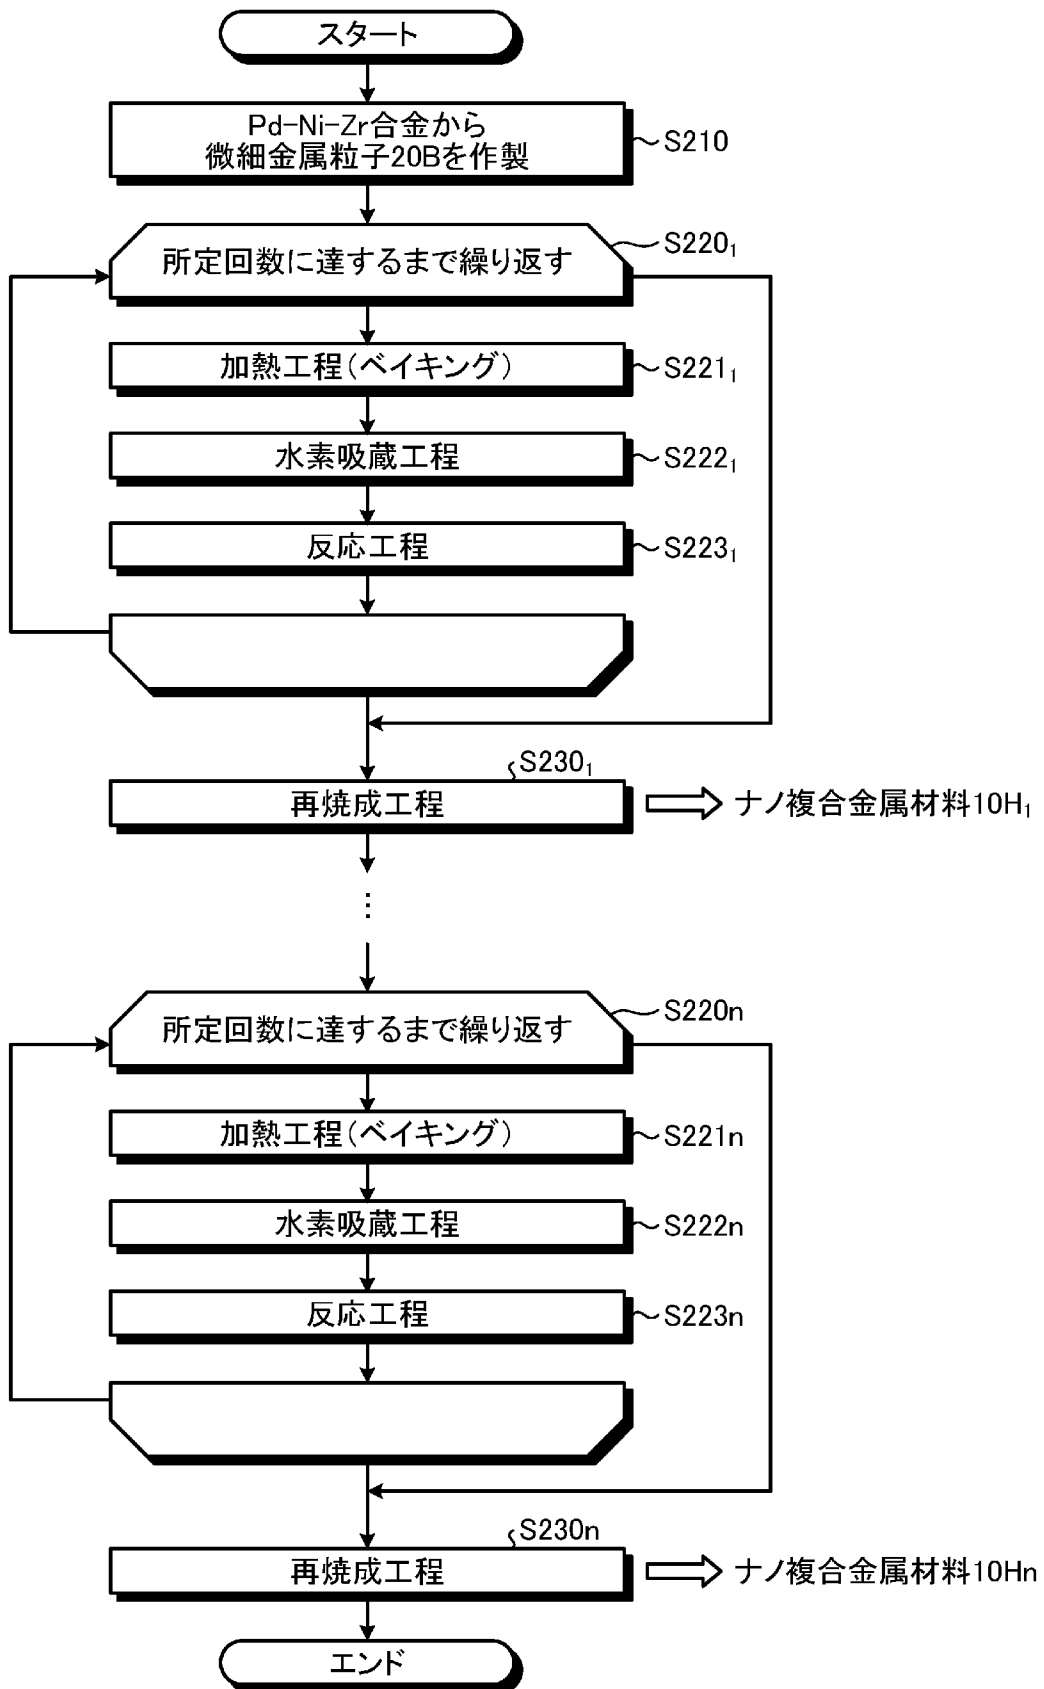 スタート
Pd-Ni-Zr合金から
微細金属粒子20Bを作製
S210
所定回数に達するまで繰り返す
S220₁
加熱工程(ベイキング)
S221₁
水素吸蔵工程
S222₁
反応工程
S223₁
S230₁
再焼成工程
ナノ複合金属材料10H₁
⋮
所定回数に達するまで繰り返す
S220n
加熱工程(ベイキング)
S221n
水素吸蔵工程
S222n
反応工程
S223n
S230n
再焼成工程
ナノ複合金属材料10Hn
エンド